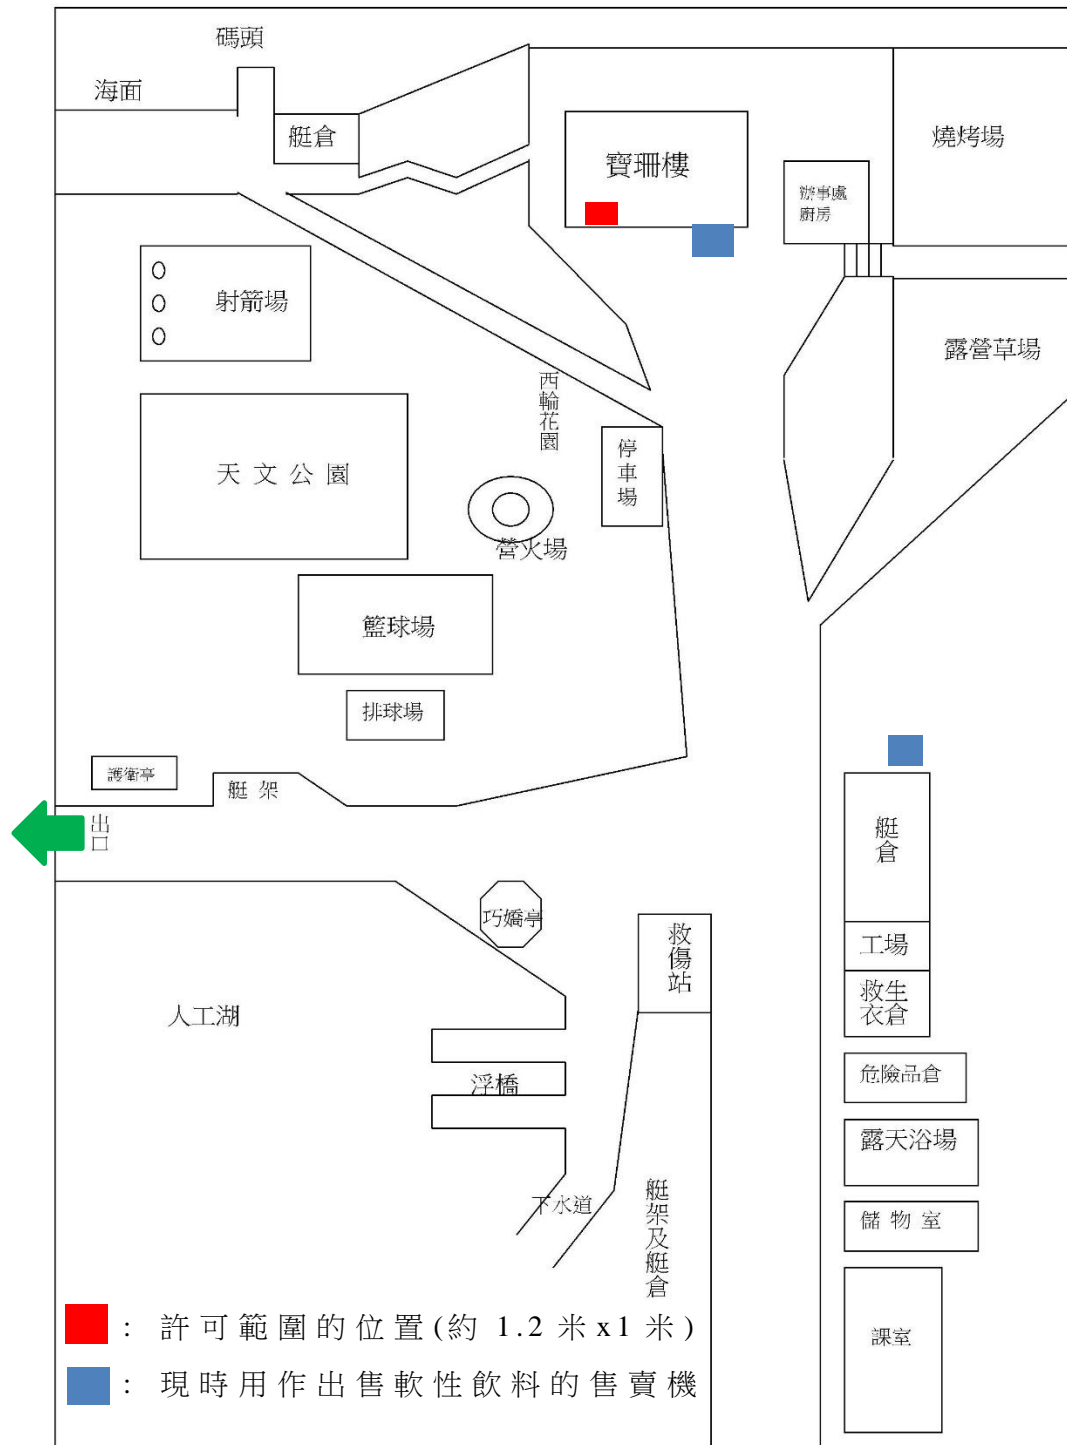 碼頭
海面
艇倉
寶珊樓
燒烤場
辦事處
廚房
射箭場
露營草場
西輪花園
停車場
天文公園
營火場
籃球場
排球場
護衛亭
艇架
出口
艇倉
巧嬌亭
救傷站
工場
救生
衣倉
人工湖
危險品倉
浮橋
露天浴場
下水道
艇架及艇倉
儲物室
課室
: 許可範圍的位置(約 1.2 米x1 米)
: 現時用作出售軟性飲料的售賣機